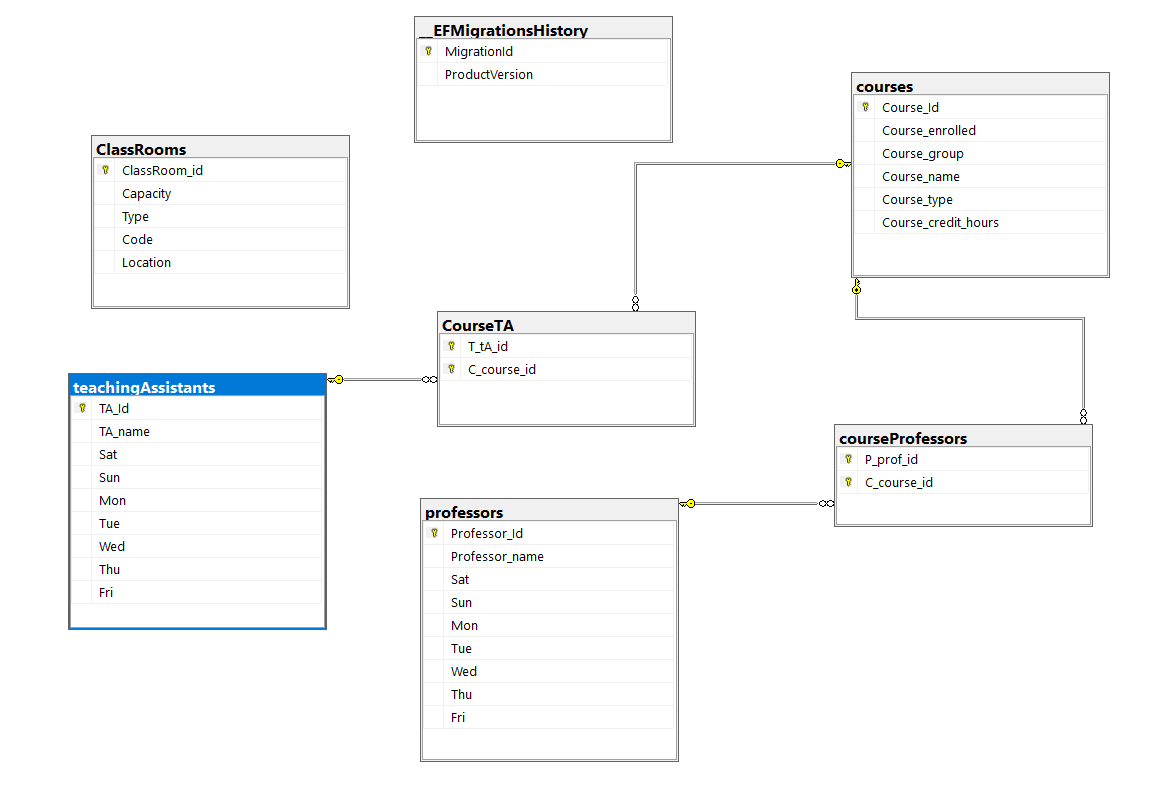 __EFMigrationsHistory
MigrationId
ProductVersion
courses
Course_Id
Course_enrolled
Course_group
Course_name
Course_type
Course_credit_hours
ClassRooms
ClassRoom_id
Capacity
Type
Code
Location
CourseTA
T_tA_id
C_course_id
teachingAssistants
TA_Id
TA_name
Sat
Sun
Mon
Tue
Wed
Thu
Fri
courseProfessors
P_prof_id
C_course_id
professors
Professor_Id
Professor_name
Sat
Sun
Mon
Tue
Wed
Thu
Fri